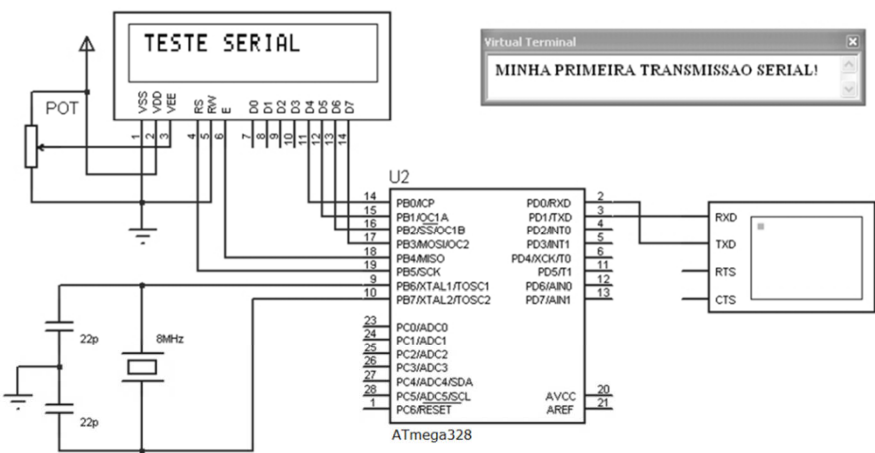 TESTE SERIAL
Virtual Terminal
MINHA PRIMEIRA TRANSMISSAO SERIAL!
POT
VSS
VDD
VEE
RS
RW
E
D0
D1
D2
D3
D4
D5
D6
D7
1
2
3
4
5
6
7
8
9
10
11
12
13
14
U2
14 PB0/ICP
15 PB1/OC1A
16 PB2/SS/OC1B
17 PB3/MOSI/OC2
18 PB4/MISO
19 PB5/SCK
9 PB6/XTAL1/TOSC1
10 PB7/XTAL2/TOSC2
23 PC0/ADC0
24 PC1/ADC1
25 PC2/ADC2
26 PC3/ADC3
27 PC4/ADC4/SDA
28 PC5/ADC5/SCL
1 PC6/RESET
PD0/RXD 2
PD1/TXD 3
PD2/INT0 4
PD3/INT1 5
PD4/XCK/T0 6
PD5/T1 11
PD6/AIN0 12
PD7/AIN1 13
AVCC 20
AREF 21
RXD
TXD
RTS
CTS
22p
8MHz
22p
ATmega328